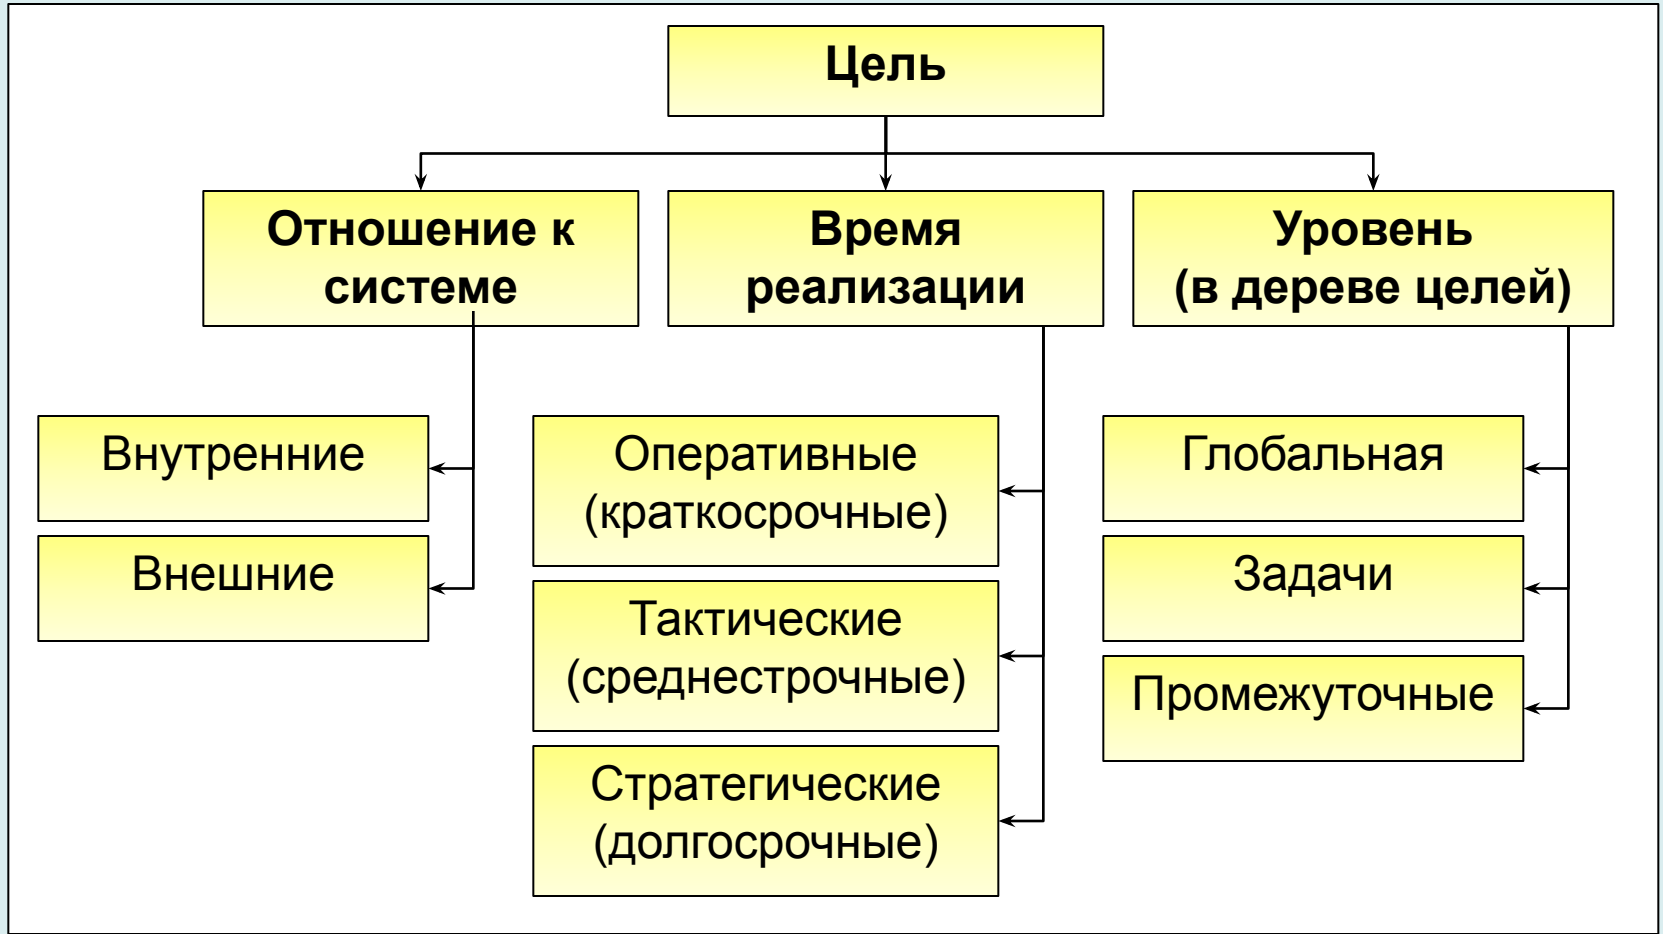 Цель
Отношение к
системе
Время
реализации
Уровень
(в дереве целей)
Внутренние
Внешние
Оперативные
(краткосрочные)
Тактические
(среднестрочные)
Стратегические
(долгосрочные)
Глобальная
Задачи
Промежуточные